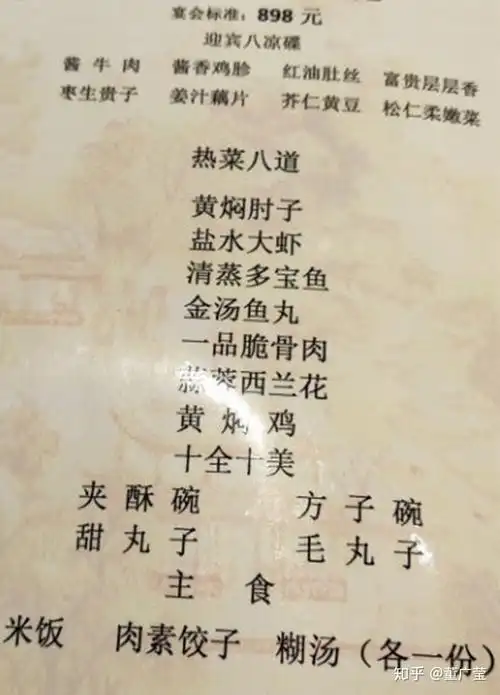 宴会标准：898 元
迎宾八凉碟
酱牛肉 酱香鸡胗 红油肚丝 富贵层层香
枣生贵子 姜汁藕片 芥仁黄豆 松仁柔嫩菜
热菜八道
黄焖肘子
盐水大虾
清蒸多宝鱼
金汤鱼丸
一品脆骨肉
蒜蓉西兰花
黄焖鸡
十全十美
夹酥碗 方子碗
甜丸子 毛丸子
主食
米饭 肉素饺子 糊汤（各一份）
知乎 @董广莹